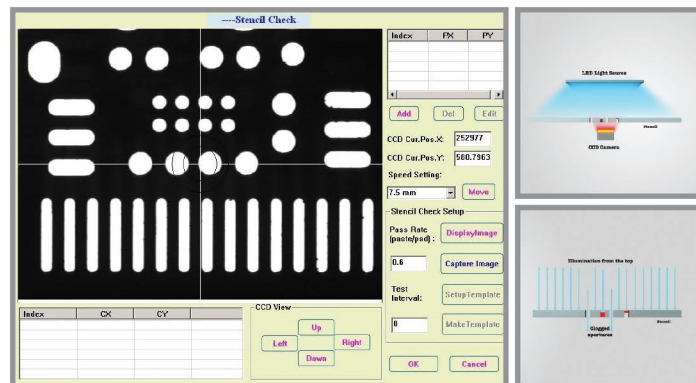 ----Stencil Check
Index PX PY
Add Del Edit
CCD Cur.Pos.X: 252977
CCD Cur.Pos.Y: 580.7963
Speed Setting:
7.5 mm Move
Stencil Check Setup
Pass Rate
(paste/pad) : DisplayImage
0.6 Capture Image
Test
Interval: SetupTemplate
0 MakeTemplate
OK Cancel
Index CX CY
CCD View
Up
Left Right
Down
LED Light Source
Stencil
CCD Camera
Illumination from the top
Stencil
Clogged
apertures